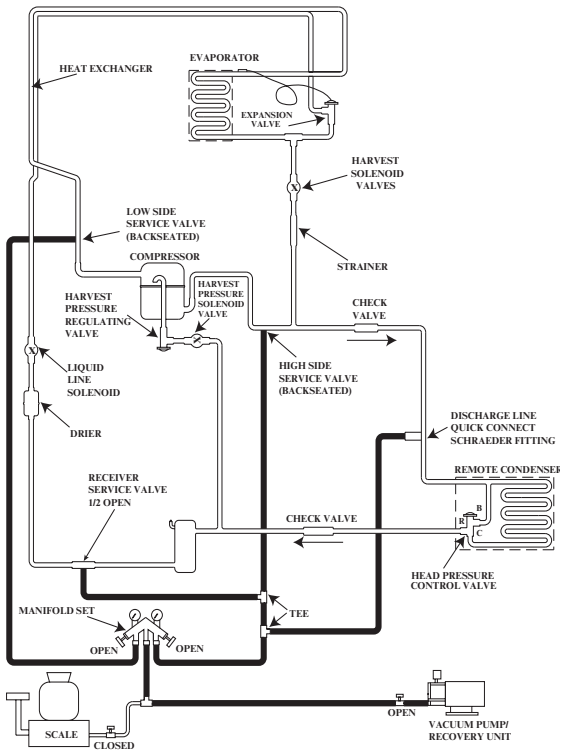 EVAPORATOR
HEAT EXCHANGER
EXPANSION
VALVE
HARVEST
SOLENOID
VALVES
X
LOW SIDE
SERVICE VALVE
(BACKSEATED)
STRAINER
COMPRESSOR
HARVEST
PRESSURE
SOLENOID
VALVE
HARVEST
PRESSURE
REGULATING
VALVE
CHECK
VALVE
X
LIQUID
LINE
SOLENOID
HIGH SIDE
SERVICE VALVE
(BACKSEATED)
DRIER
DISCHARGE LINE
QUICK CONNECT
SCHRAEDER FITTING
RECEIVER
SERVICE VALVE
1/2 OPEN
REMOTE CONDENSER
B
R
C
CHECK VALVE
HEAD PRESSURE
CONTROL VALVE
MANIFOLD SET
TEE
OPEN
OPEN
SCALE
CLOSED
OPEN
VACUUM PUMP/
RECOVERY UNIT